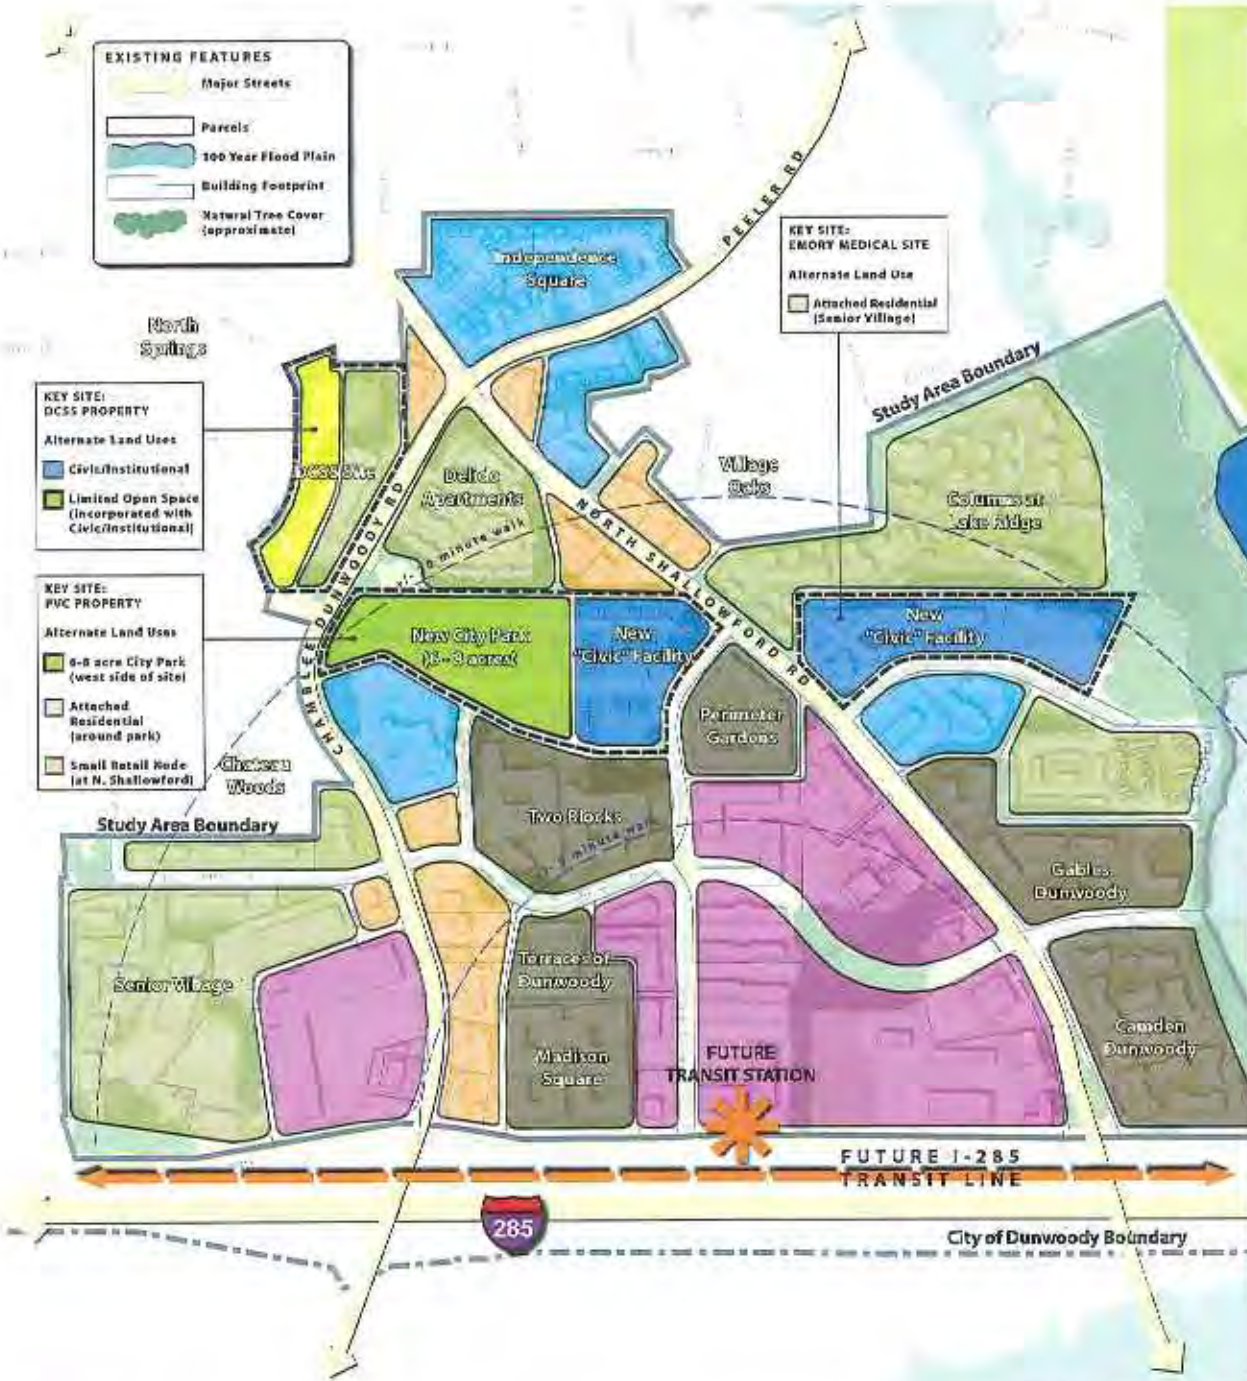 EXISTING FEATURES
Major Streets
Parcels
100 Year Flood Plain
Building Footprint
Natural Tree Cover
(approximate)
PEELER RD
KEY SITE:
EMORY MEDICAL SITE
Alternate Land Use
Attached Residential
(Senior Village)
Independence
Square
North
Springs
Study Area Boundary
KEY SITE:
DCSS PROPERTY
Alternate Land Uses
Civic/Institutional
Limited Open Space
(incorporated with
Civic/Institutional)
DCSS Site
Delido
Apartments
Village
Oaks
Columns at
Lake Ridge
NORTH SHALLOWFORD RD
CHAMBLEE DUNWOODY RD
minute walk
KEY SITE:
PVC PROPERTY
Alternate Land Uses
6-8 acre City Park
(west side of site)
Attached
Residential
(around park)
Small Retail Node
(at N. Shallowford)
New City Park
acres)
New
"Civic" Facility
New
"Civic" Facility
Perimeter
Gardens
Chateau
Woods
Study Area Boundary
Two Blocks
minute walk
Gables
Dunwoody
Senior Village
Terraces of
Dunwoody
Madison
Square
Camden
Dunwoody
FUTURE
TRANSIT STATION
FUTURE I-285
TRANSIT LINE
285
City of Dunwoody Boundary